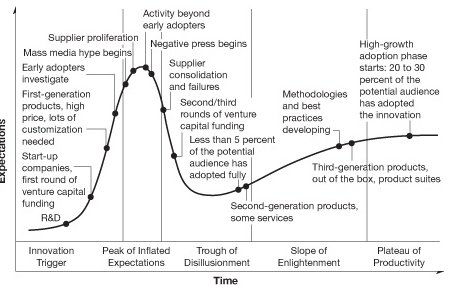 Activity beyond
early adopters
Supplier proliferation
Negative press begins
Mass media hype begins
Early adopters
investigate
First-generation
products, high
price, lots of
customization
needed
Start-up
companies,
first round of
venture capital
funding
R&D
Supplier
consolidation
and failures
Second/third
rounds of venture
capital funding
Less than 5 percent
of the potential
audience has
adopted fully
Second-generation products,
some services
Methodologies
and best
practices
developing
Third-generation products,
out of the box, product suites
High-growth
adoption phase
starts: 20 to 30
percent of the
potential audience
has adopted
the innovation
Expectations
Innovation
Trigger
Peak of Inflated
Expectations
Trough of
Disillusionment
Slope of
Enlightenment
Plateau of
Productivity
Time